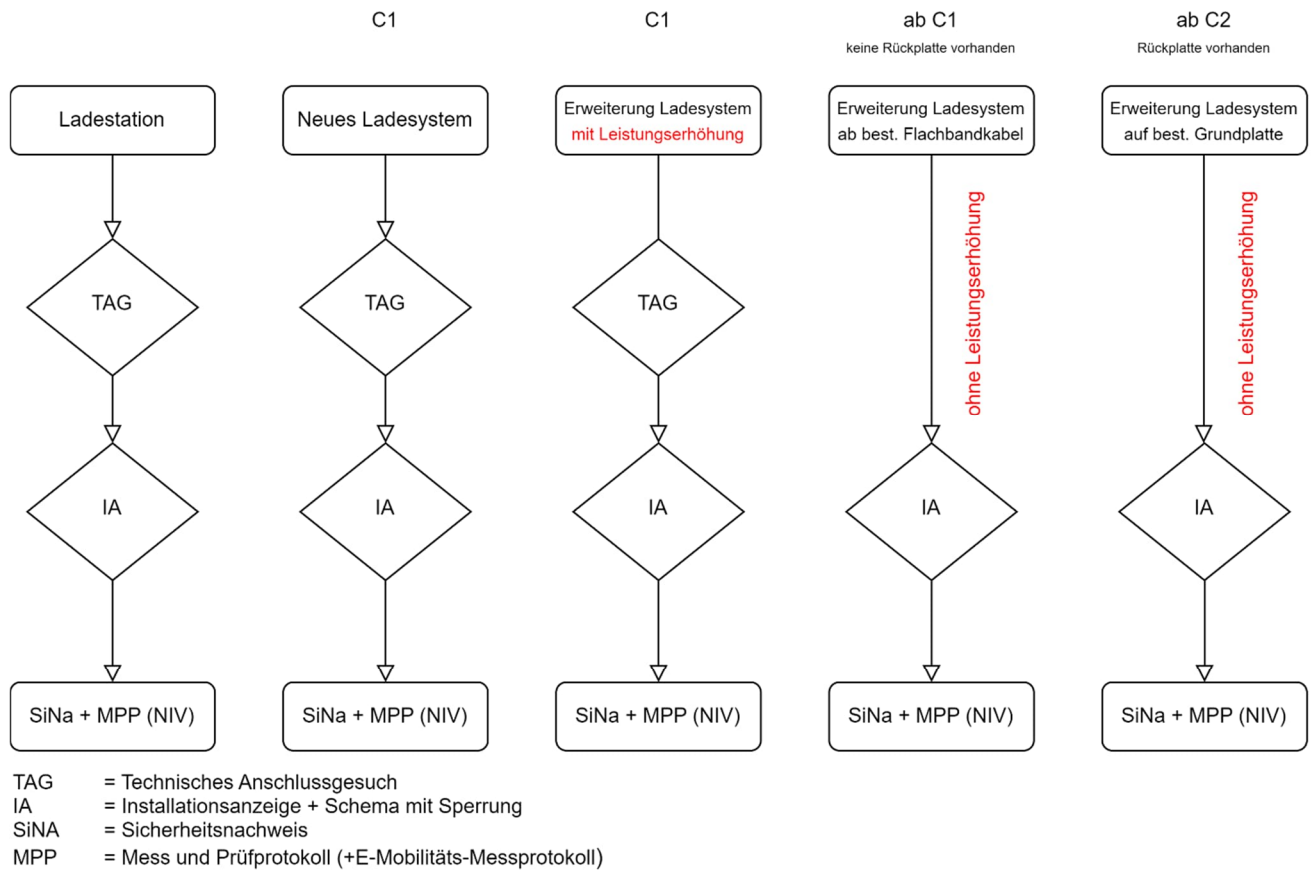 C1
C1
ab C1
ab C2
keine Rückplatte vorhanden
Rückplatte vorhanden
Ladestation
Neues Ladesystem
Erweiterung Ladesystem
mit Leistungserhöhung
Erweiterung Ladesystem
ab best. Flachbandkabel
Erweiterung Ladesystem
auf best. Grundplatte
ohne Leistungserhöhung
ohne Leistungserhöhung
TAG
TAG
TAG
IA
IA
IA
IA
IA
SiNa + MPP (NIV)
SiNa + MPP (NIV)
SiNa + MPP (NIV)
SiNa + MPP (NIV)
SiNa + MPP (NIV)
TAG = Technisches Anschlussgesuch
IA = Installationsanzeige + Schema mit Sperrung
SiNA = Sicherheitsnachweis
MPP = Mess und Prüfprotokoll (+E-Mobilitäts-Messprotokoll)